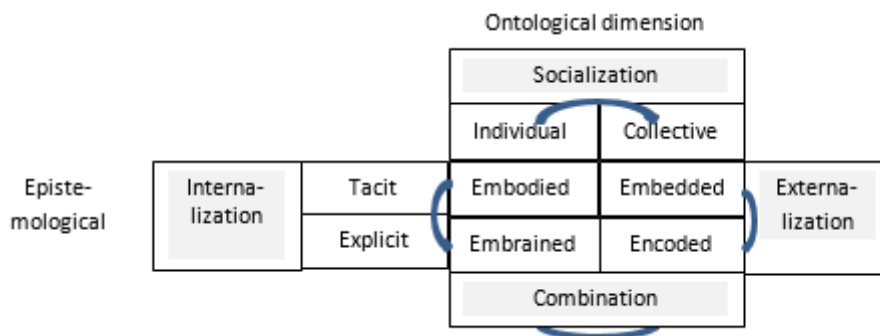 Ontological dimension
Socialization
Individual Collective
Episte- Interna- Tacit Embodied Embedded Externa-
mological lization Explicit Embrained Encoded lization
Combination